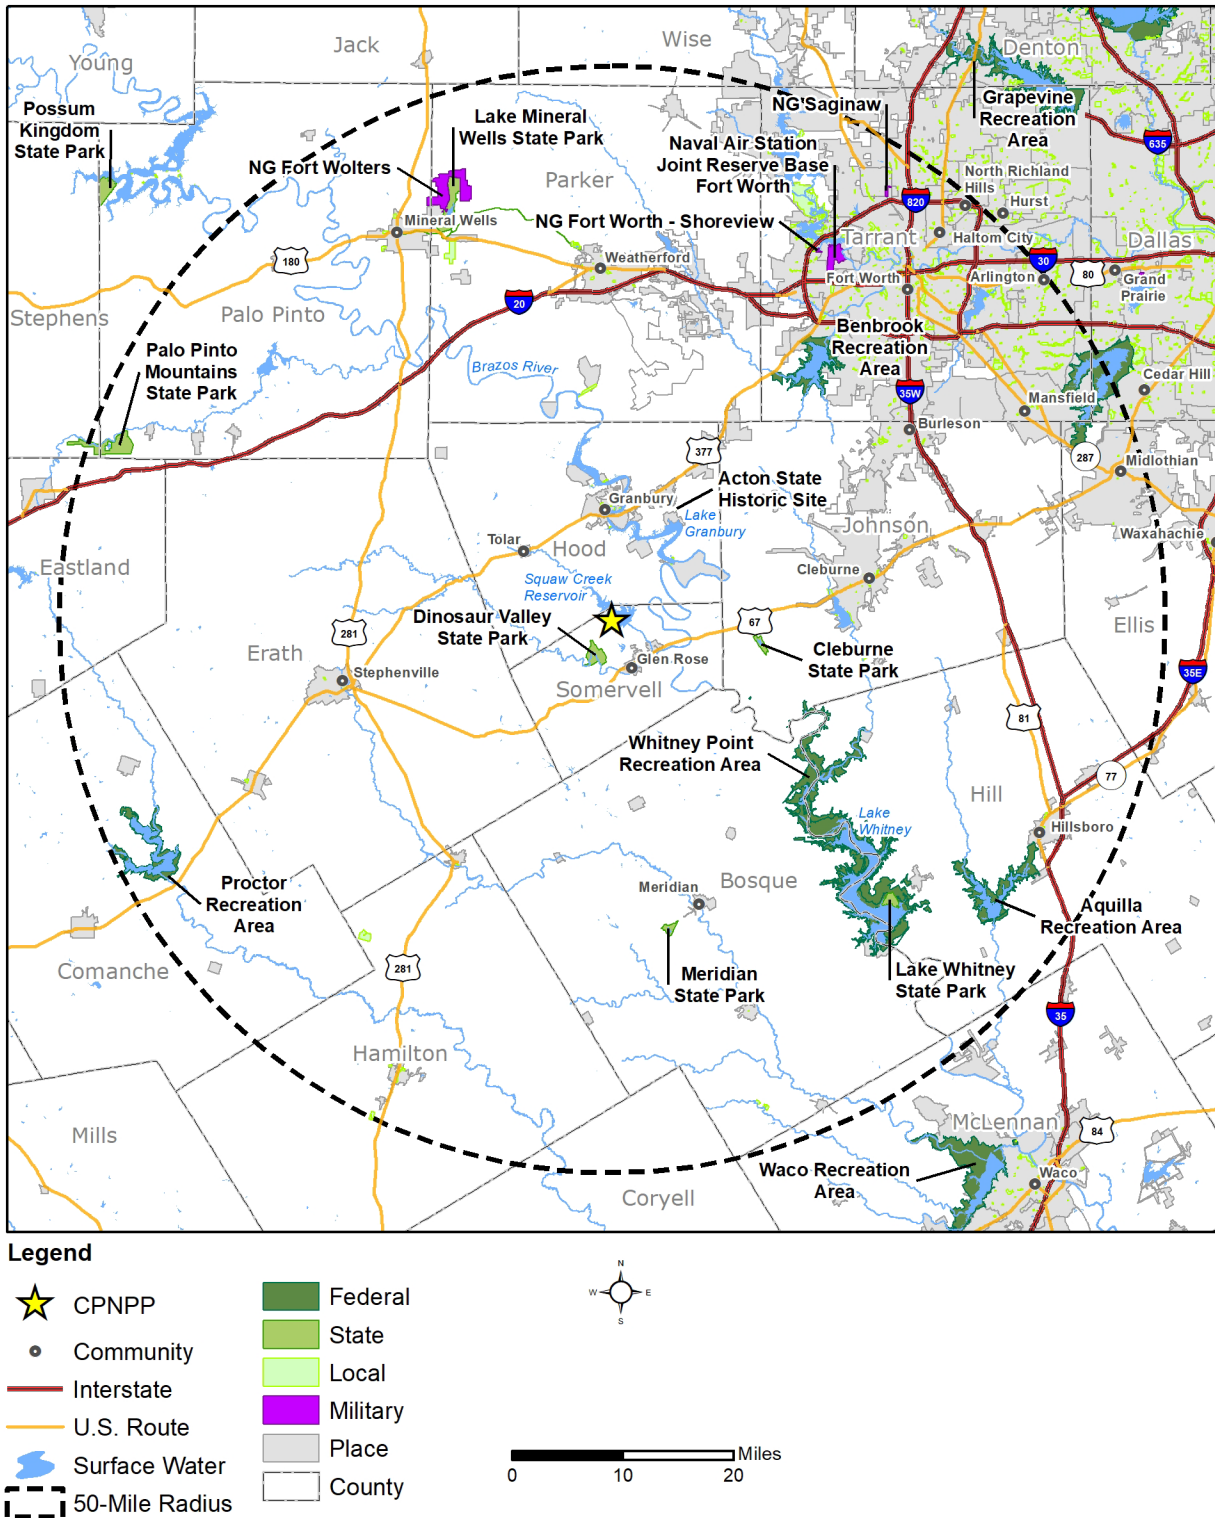 Young
Jack
Wise
Denton
Possum
Kingdom
State Park
Lake Mineral
Wells State Park
NG Saginaw
Grapevine
Recreation
Area
635
Naval Air Station
Joint Reserve Base
Fort Worth
NG Fort Wolters
Parker
North Richland
Hills
820
Hurst
Mineral Wells
NG Fort Worth - Shoreview
Tarrant
Haltom City
Dallas
180
Weatherford
30
80
Fort Worth
Arlington
Grand
Prairie
20
Stephens
Palo Pinto
Benbrook
Recreation
Area
Palo Pinto
Mountains
State Park
Brazos River
Cedar Hill
35W
Mansfield
Burleson
377
287
Midlothian
Acton State
Historic Site
Granbury
Lake
Granbury
Johnson
Waxahachie
Tolar
Hood
Eastland
Cleburne
Squaw Creek
Reservoir
Dinosaur Valley
State Park
67
281
Ellis
Erath
Cleburne
State Park
Glen Rose
Stephenville
Somervell
35E
81
Whitney Point
Recreation Area
77
Hill
Lake
Whitney
Hillsboro
Proctor
Recreation
Area
Meridian
Bosque
Aquilla
Recreation Area
Comanche
281
Meridian
State Park
Lake Whitney
State Park
35
Hamilton
Mills
McLennan
84
Waco Recreation
Area
Waco
Coryell
Legend
CPNPP
Community
Interstate
U.S. Route
Surface Water
50-Mile Radius
Federal
State
Local
Military
Place
County
N
W
E
S
Miles
0
10
20